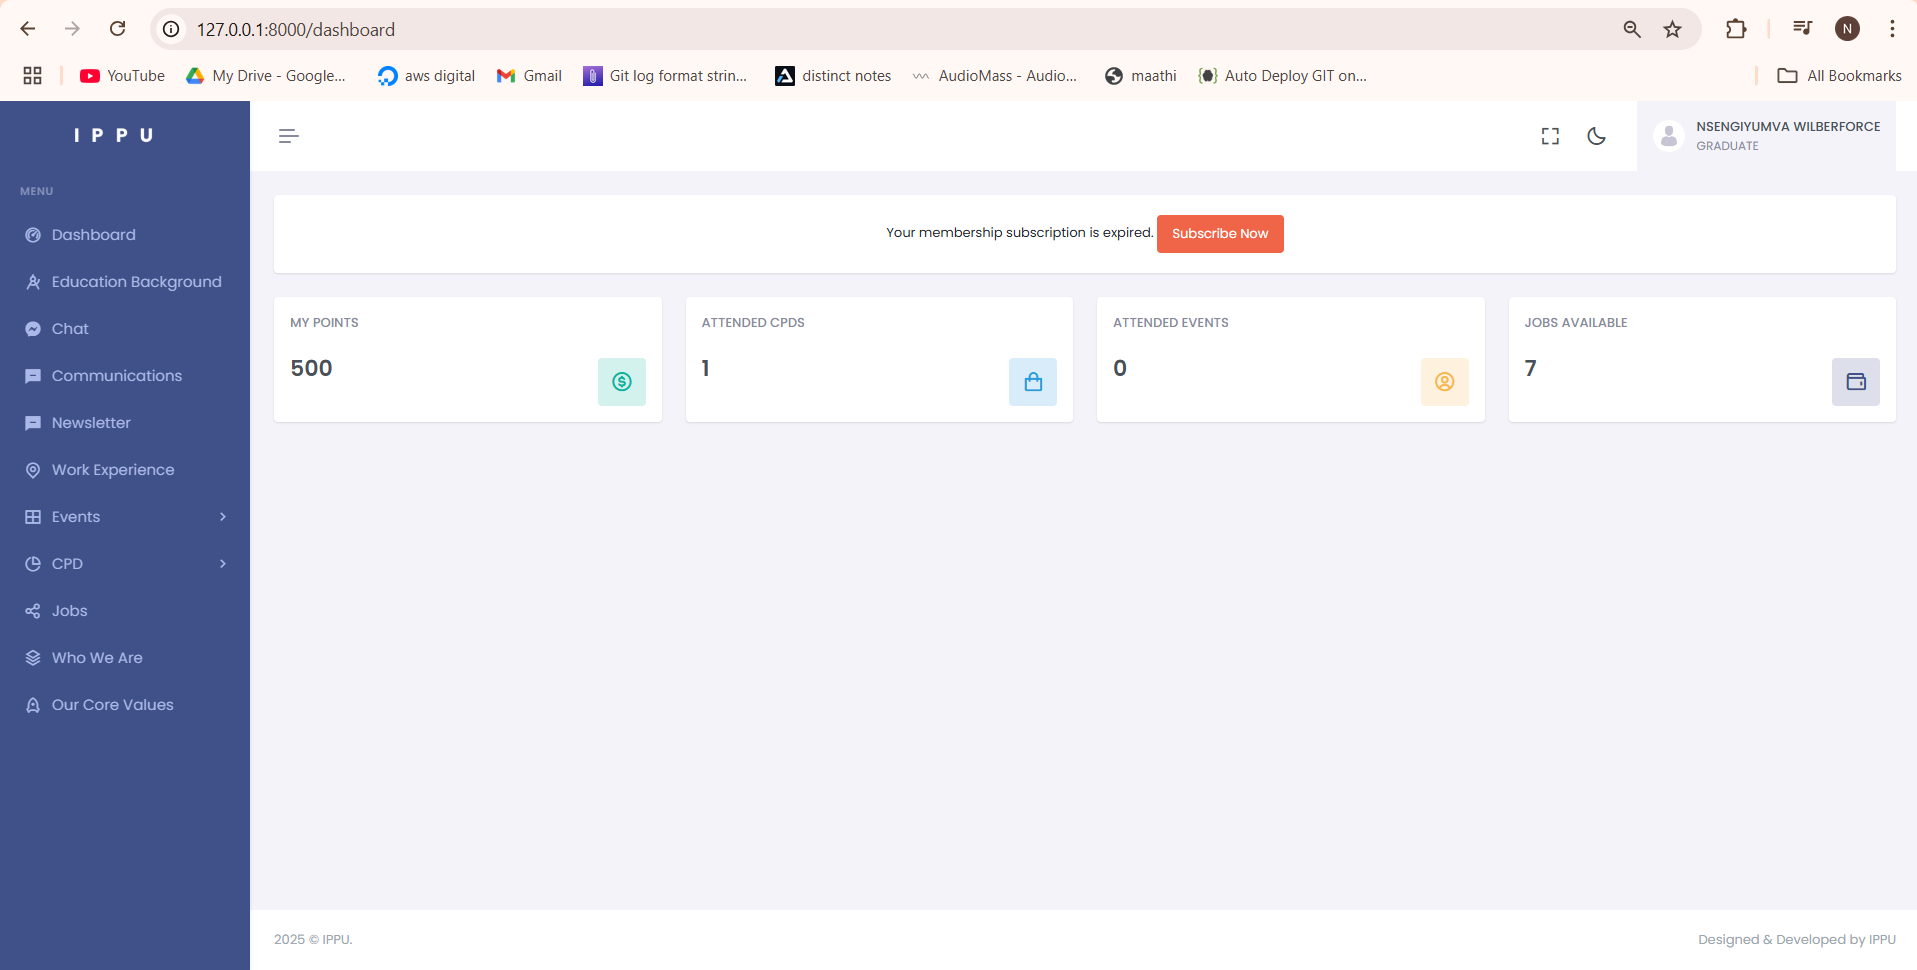 127.0.0.1:8000/dashboard
N
YouTube
My Drive - Google...
aws digital
Gmail
Git log format strin...
distinct notes
AudioMass - Audio...
maathi
Auto Deploy GIT on...
All Bookmarks
IPPU
MENU
Dashboard
Education Background
Chat
Communications
Newsletter
Work Experience
Events
CPD
Jobs
Who We Are
Our Core Values
NSENGIYUMVA WILBERFORCE
GRADUATE
Your membership subscription is expired. Subscribe Now
MY POINTS
500
ATTENDED CPDS
1
ATTENDED EVENTS
0
JOBS AVAILABLE
7
2025 © IPPU.
Designed & Developed by IPPU